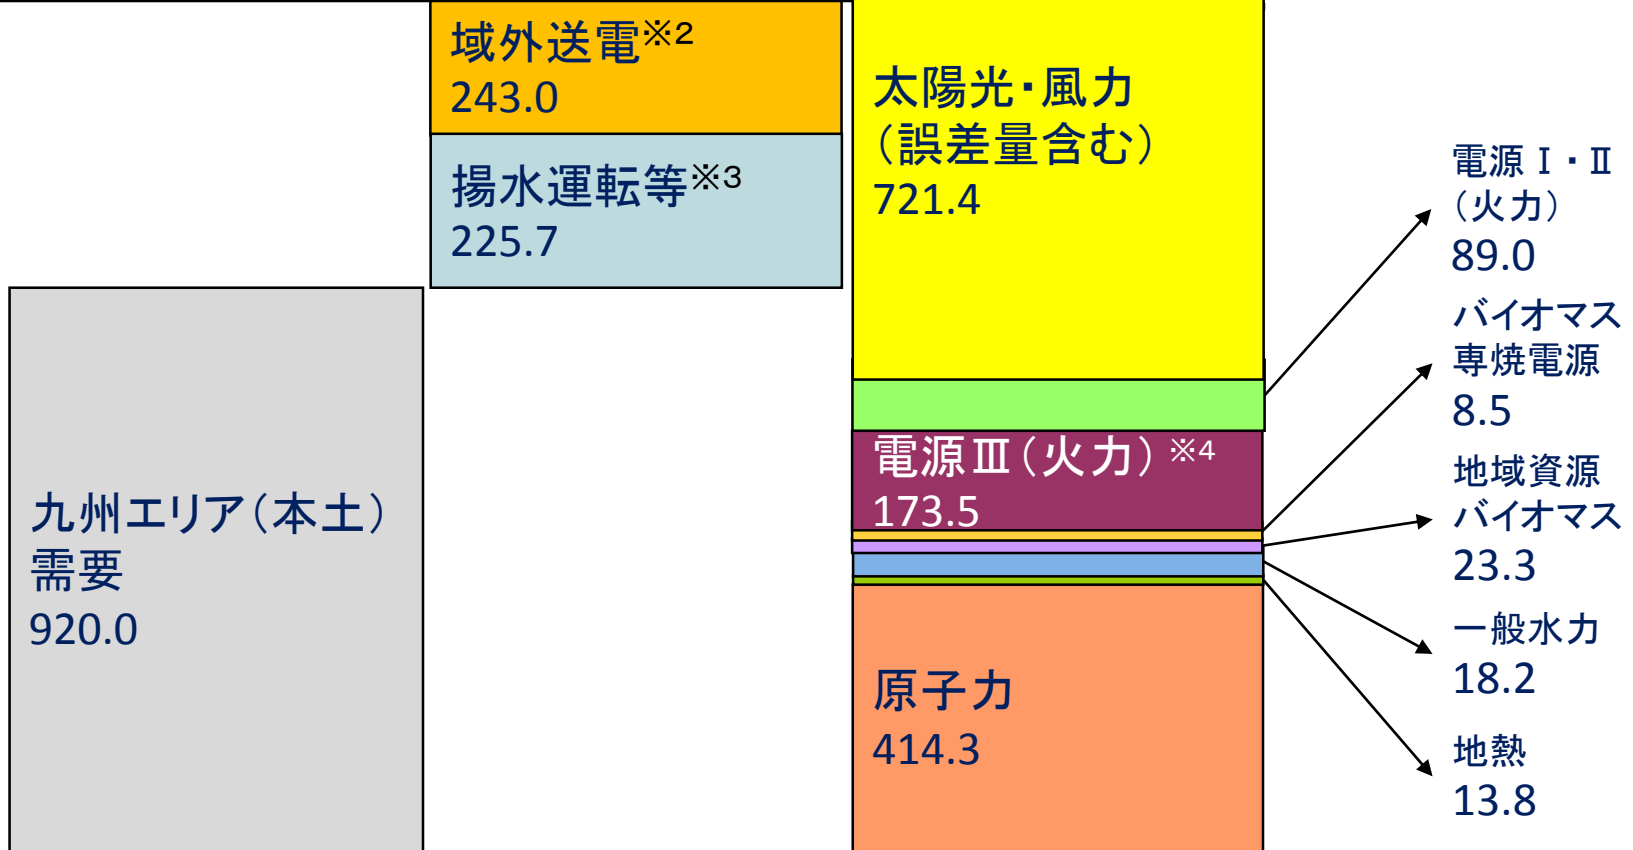 域外送電※2
243.0
揚水運転等※3
225.7
九州エリア(本土)
需要
920.0
太陽光・風力
(誤差量含む)
721.4
電源Ⅲ(火力)※4
173.5
原子力
414.3
電源Ⅰ・Ⅱ
(火力)
89.0
バイオマス
専焼電源
8.5
地域資源
バイオマス
23.3
一般水力
18.2
地熱
13.8